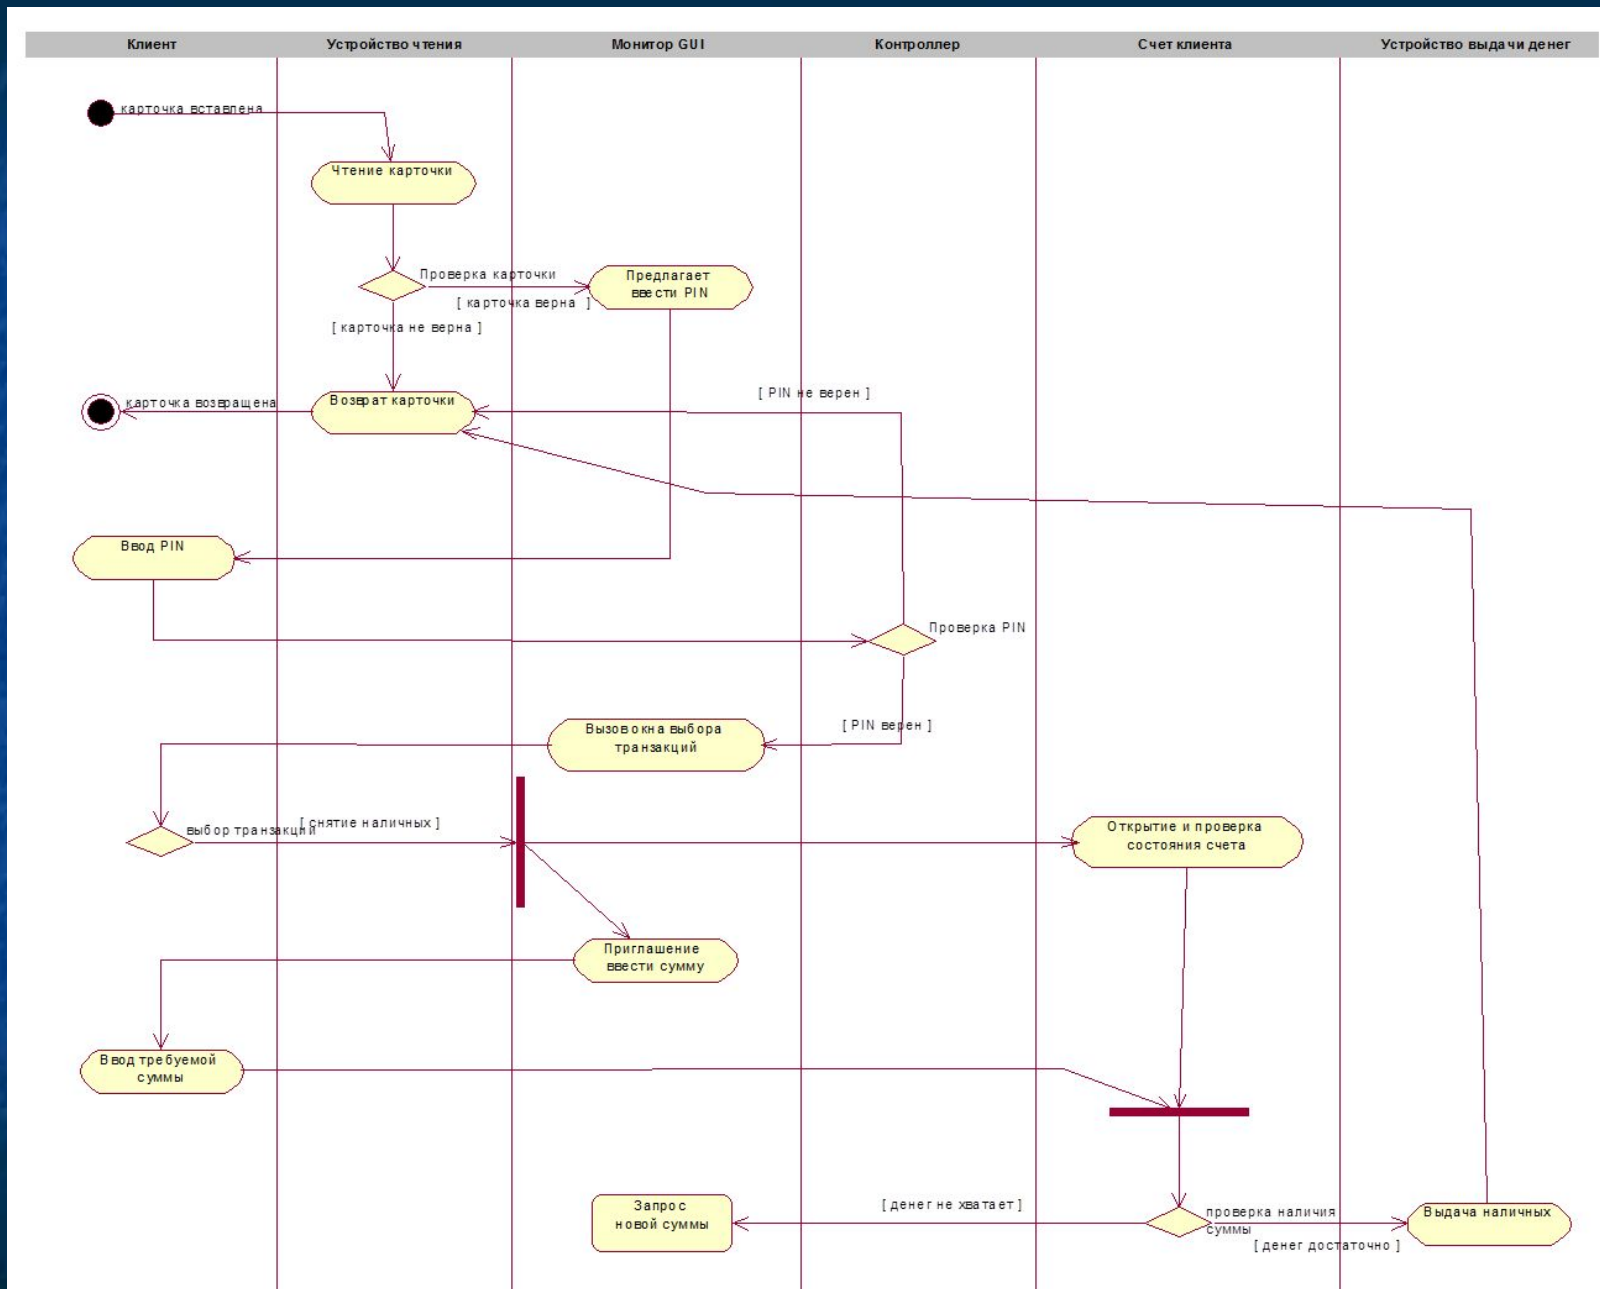 Клиент
Устройство чтения
Монитор GUI
Контроллер
Счет клиента
Устройство выдачи денег
карточка вставлена
Чтение карточки
Проверка карточки
[ карточка верна ]
Предлагает
ввести PIN
[ карточка не верна ]
карточка возвращена
Возврат карточки
[ PIN не верен ]
Ввод PIN
Проверка PIN
Вызов окна выбора
транзакций
[ PIN верен ]
выбор транзакций
[ снятие наличных ]
Открытие и проверка
состояния счета
Приглашение
ввести сумму
Ввод требуемой
суммы
Запрос
новой суммы
[ денег не хватает ]
проверка наличия
суммы
[ денег достаточно ]
Выдача наличных